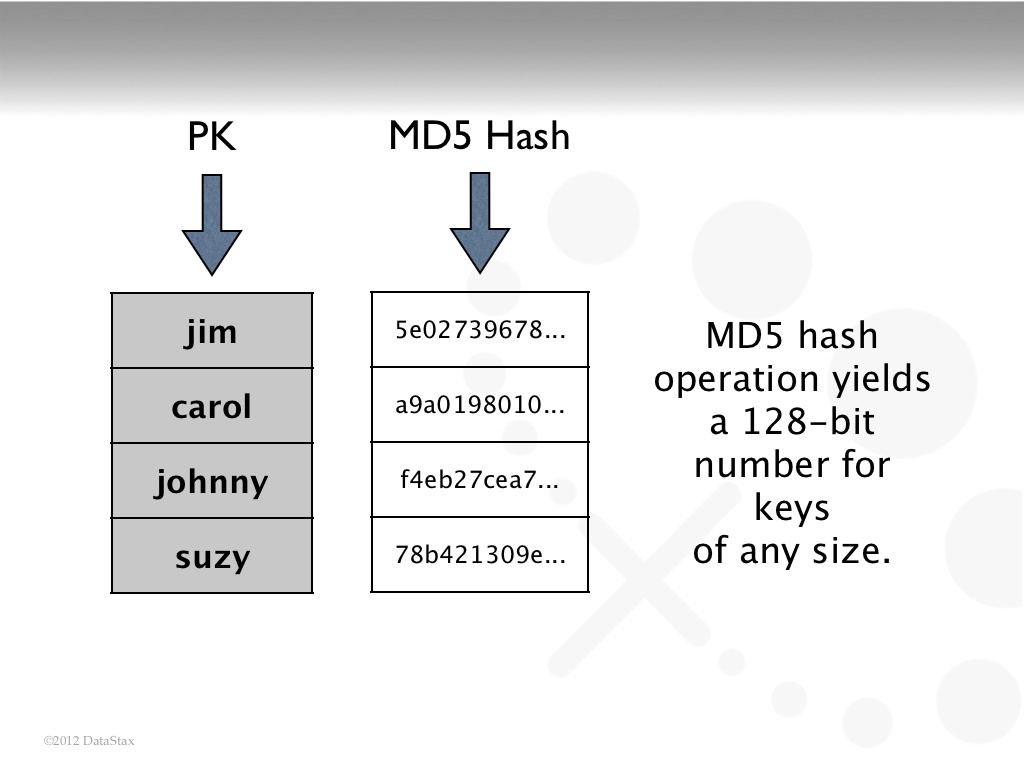 PK
MD5 Hash
jim
5e02739678...
carol
a9a0198010...
johnny
f4eb27cea7...
suzy
78b421309e...
MD5 hash
operation yields
a 128-bit
number for
keys
of any size.
©2012 DataStax